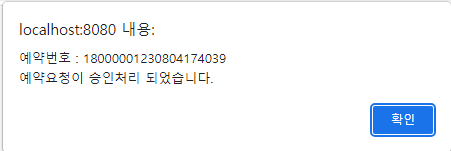 localhost:8080 내용:
예약번호 : 18000001230804174039
예약요청이 승인처리 되었습니다.
확인